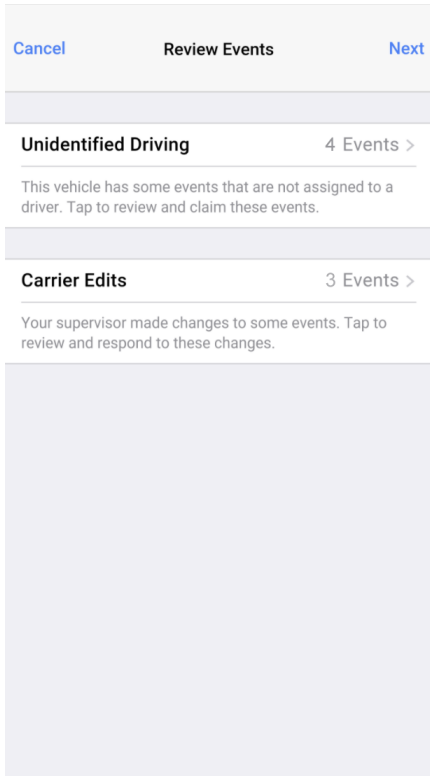 Cancel Review Events Next
Unidentified Driving 4 Events >
This vehicle has some events that are not assigned to a
driver. Tap to review and claim these events.
Carrier Edits 3 Events >
Your supervisor made changes to some events. Tap to
review and respond to these changes.